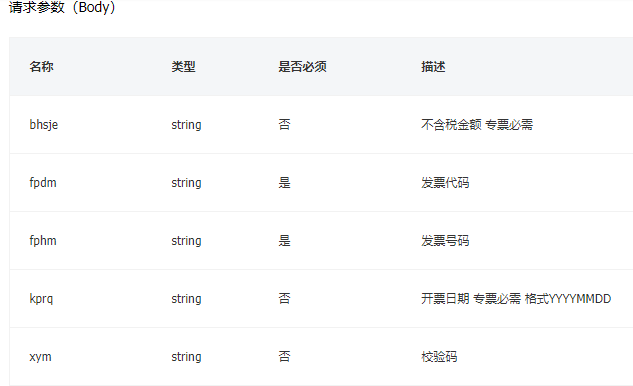 请求参数（Body）
名称 类型 是否必须 描述
bhsje string 否 不含税金额 专票必需
fpdm string 是 发票代码
fphm string 是 发票号码
kprq string 否 开票日期 专票必需 格式YYYYMMDD
xym string 否 校验码